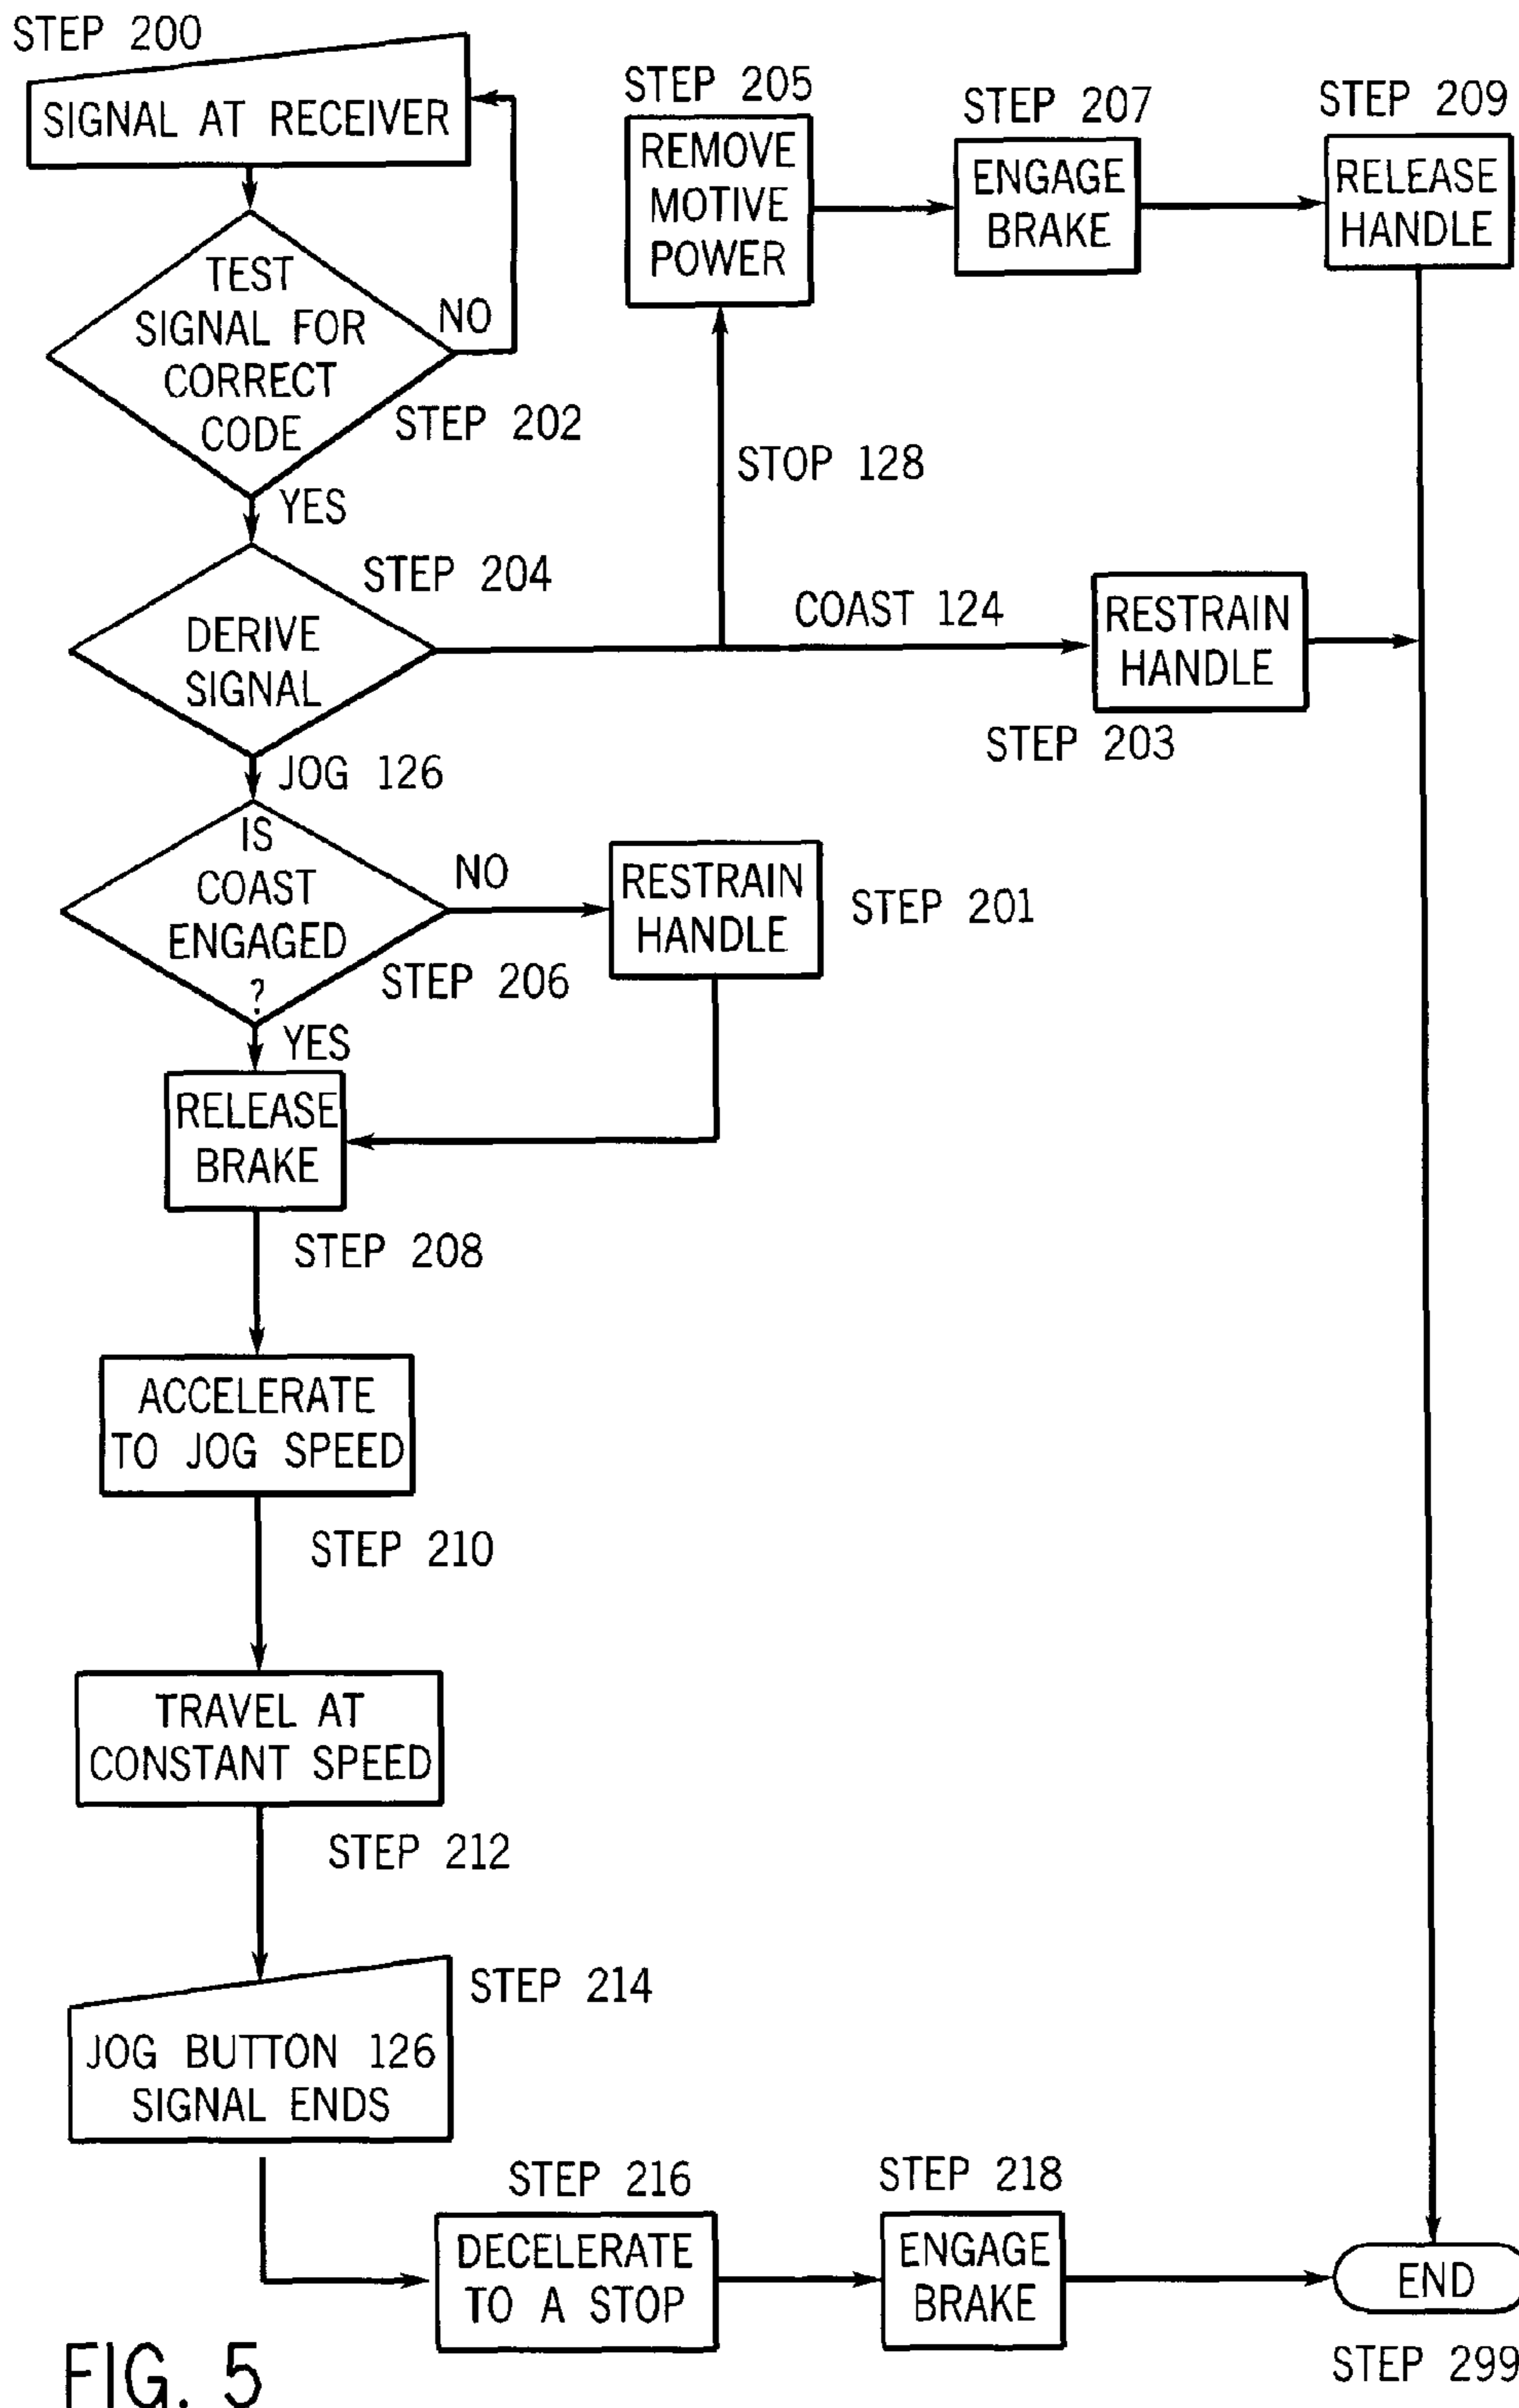 STEP 200
SIGNAL AT RECEIVER
TEST
SIGNAL FOR
CORRECT
CODE
NO
STEP 202
YES
STEP 205
REMOVE
MOTIVE
POWER
STEP 207
ENGAGE
BRAKE
STEP 209
RELEASE
HANDLE
STOP 128
STEP 204
DERIVE
SIGNAL
COAST 124
RESTRAIN
HANDLE
STEP 203
JOG 126
IS
COAST
ENGAGED
?
NO
STEP 206
RESTRAIN
HANDLE
STEP 201
YES
RELEASE
BRAKE
STEP 208
ACCELERATE
TO JOG SPEED
STEP 210
TRAVEL AT
CONSTANT SPEED
STEP 212
STEP 214
JOG BUTTON 126
SIGNAL ENDS
STEP 216
DECELERATE
TO A STOP
STEP 218
ENGAGE
BRAKE
END
STEP 299
FIG. 5